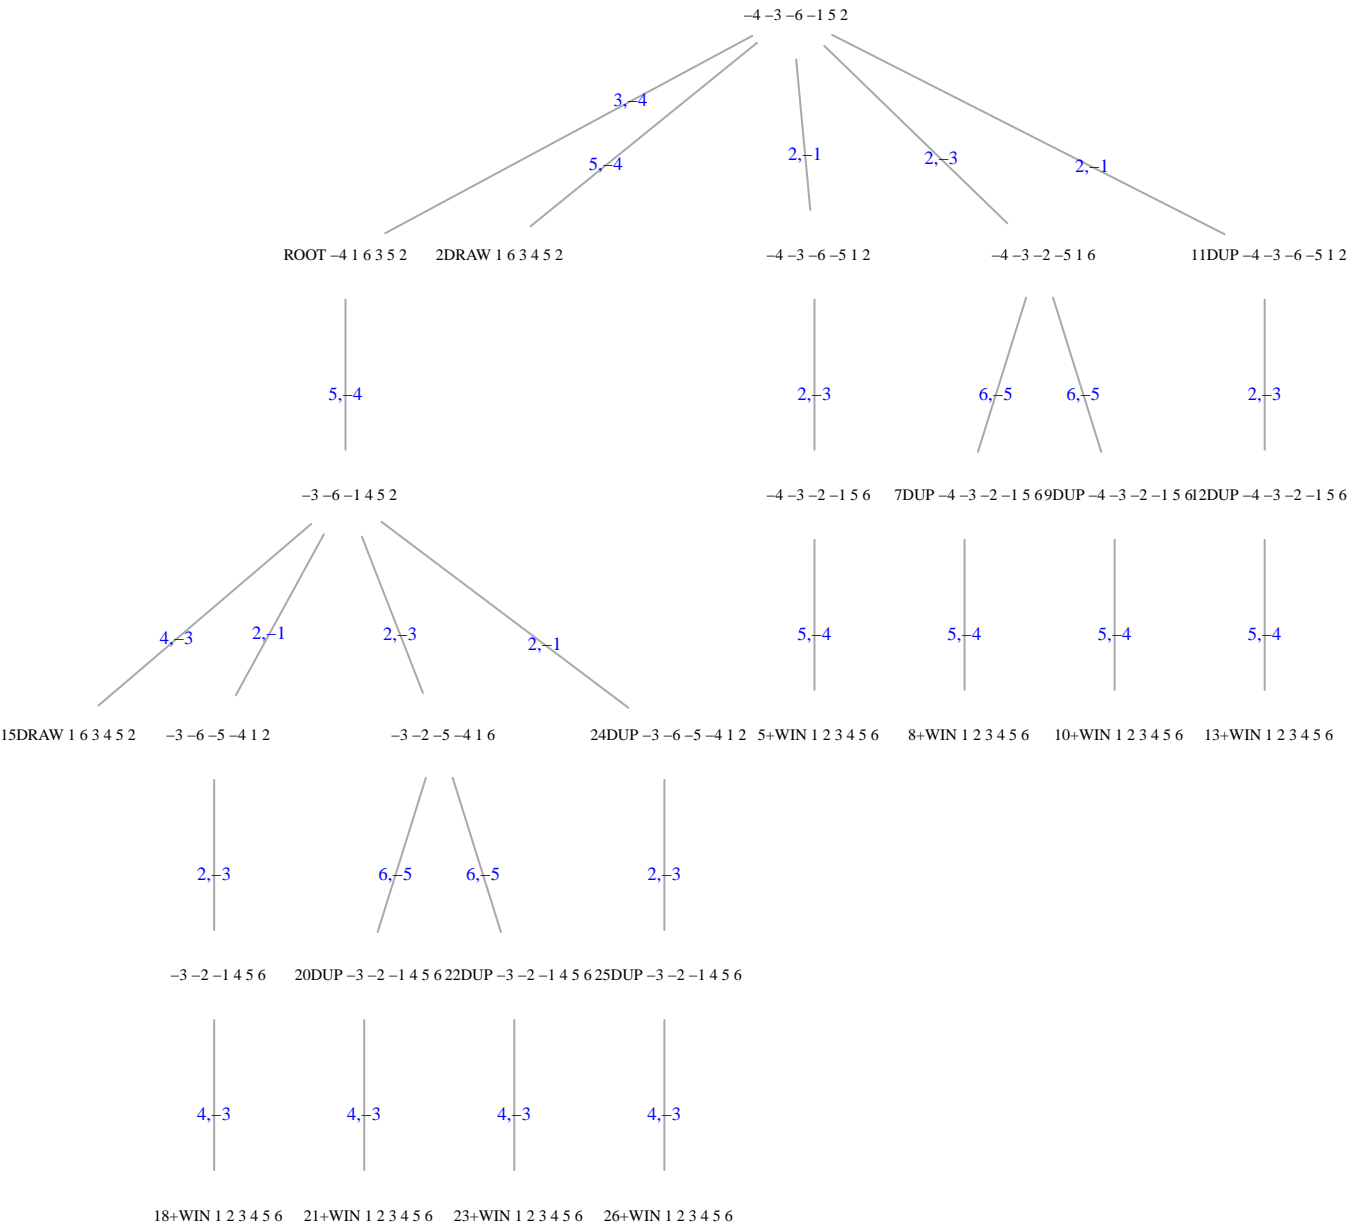 −4 −3 −6 −1 5 2
3,−4
5,−4
2,−1
2,−3
2,−1
ROOT −4 1 6 3 5 2
2DRAW 1 6 3 4 5 2
−4 −3 −6 −5 1 2
−4 −3 −2 −5 1 6
11DUP −4 −3 −6 −5 1 2
5,−4
2,−3
6,−5
6,−5
2,−3
−3 −6 −1 4 5 2
−4 −3 −2 −1 5 6
7DUP −4 −3 −2 −1 5 6
9DUP −4 −3 −2 −1 5 6
12DUP −4 −3 −2 −1 5 6
4,−3
2,−1
2,−3
2,−1
5,−4
5,−4
5,−4
5,−4
15DRAW 1 6 3 4 5 2
−3 −6 −5 −4 1 2
−3 −2 −5 −4 1 6
24DUP −3 −6 −5 −4 1 2
5+WIN 1 2 3 4 5 6
8+WIN 1 2 3 4 5 6
10+WIN 1 2 3 4 5 6
13+WIN 1 2 3 4 5 6
2,−3
6,−5
6,−5
2,−3
−3 −2 −1 4 5 6
20DUP −3 −2 −1 4 5 6
22DUP −3 −2 −1 4 5 6
25DUP −3 −2 −1 4 5 6
4,−3
4,−3
4,−3
4,−3
18+WIN 1 2 3 4 5 6
21+WIN 1 2 3 4 5 6
23+WIN 1 2 3 4 5 6
26+WIN 1 2 3 4 5 6